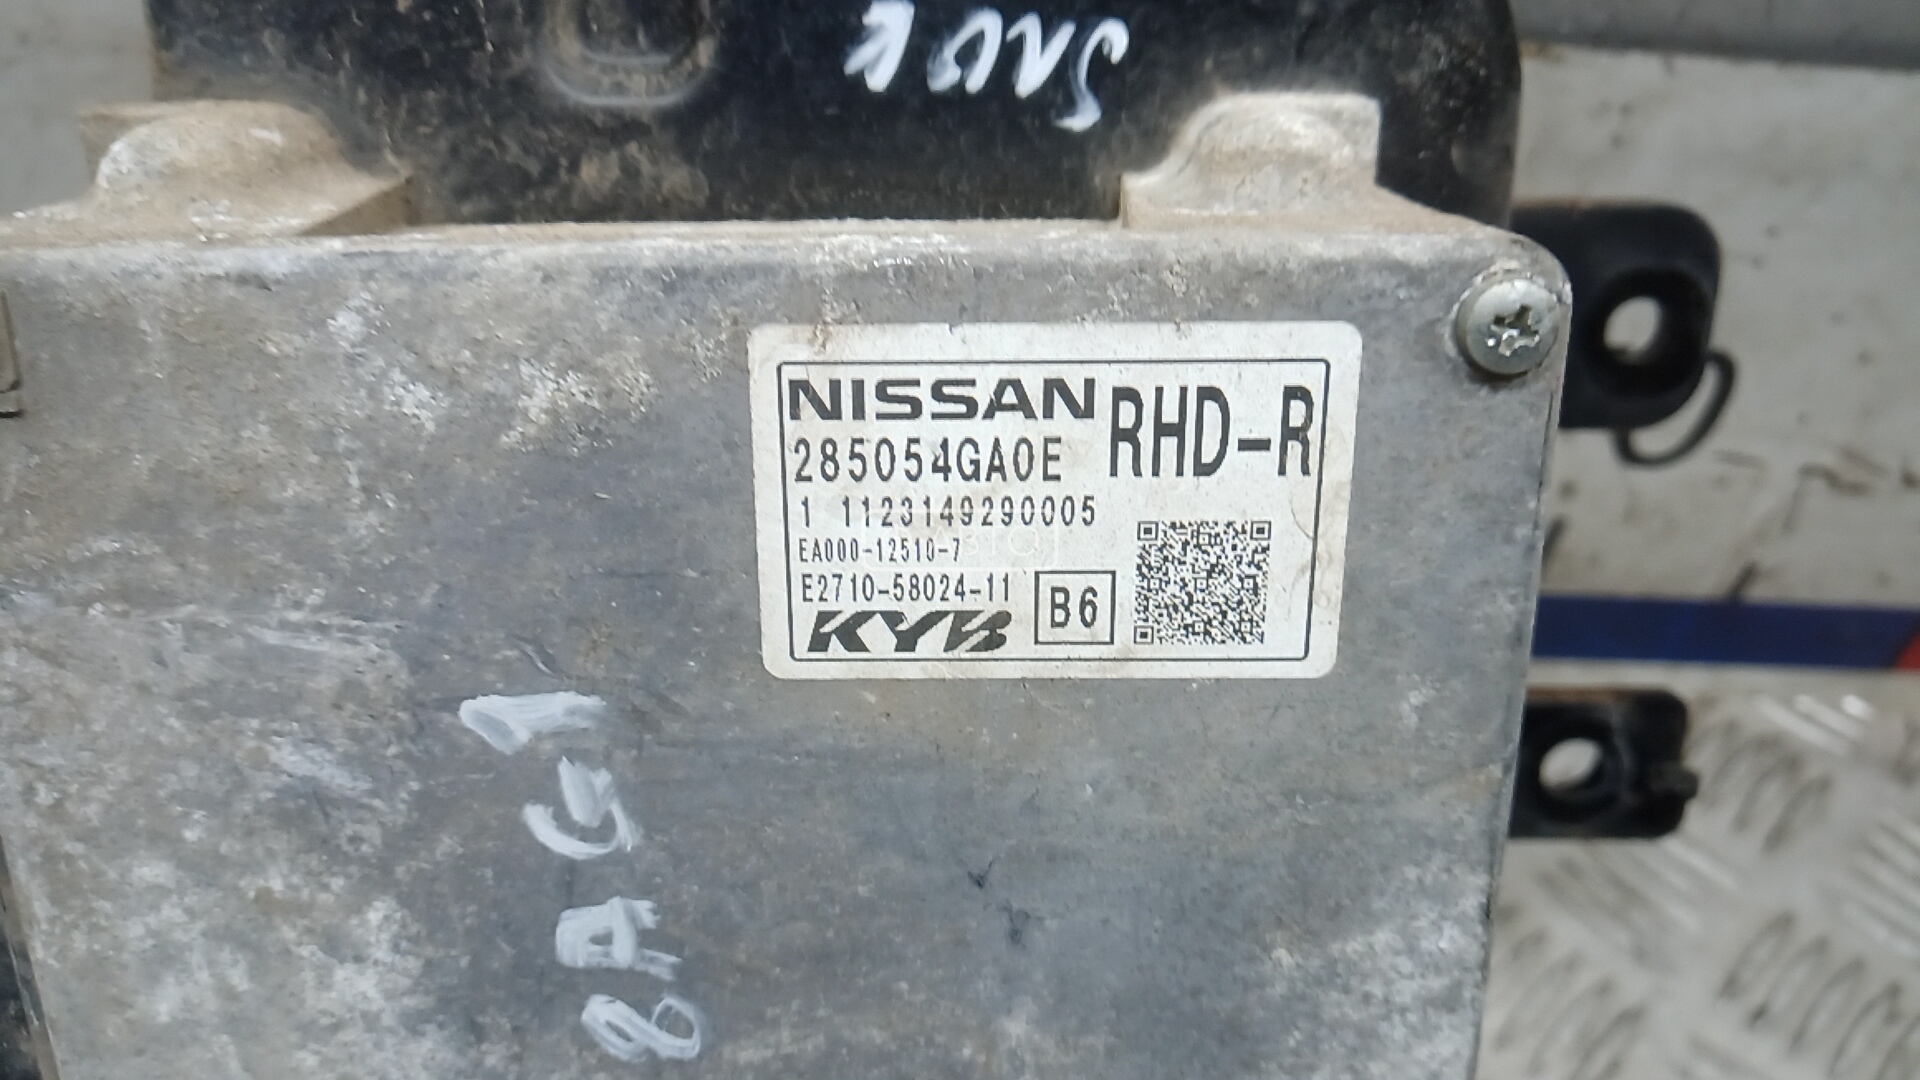 NISSAN RHD-R
285054GA0E
1 1123149290005
EA000-12510-7
E2710-58024-11
KYB B6